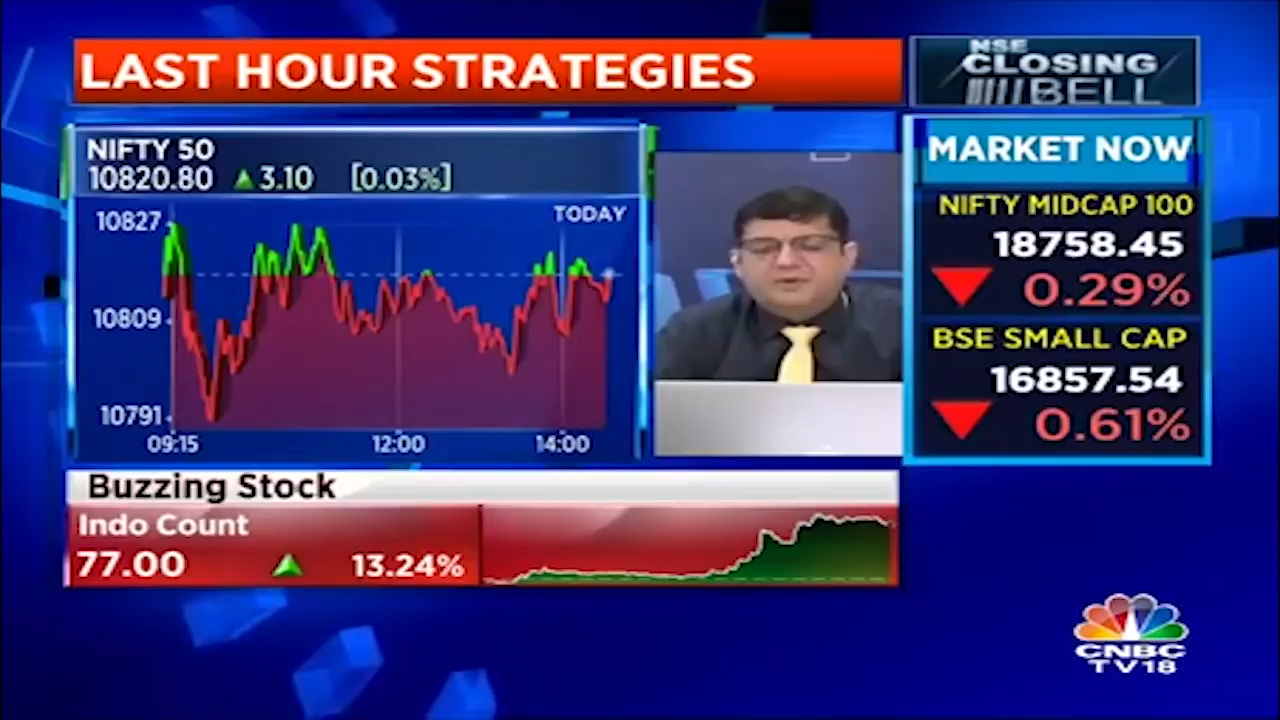 LAST HOUR STRATEGIES
NSE
CLOSING
BELL
NIFTY 50
10820.80 ▲ 3.10 [0.03%]
TODAY
10827
10809
10791
09:15 12:00 14:00
MARKET NOW
NIFTY MIDCAP 100
18758.45
▼ 0.29%
BSE SMALL CAP
16857.54
▼ 0.61%
Buzzing Stock
Indo Count
77.00 ▲ 13.24%
CNBC
TV18